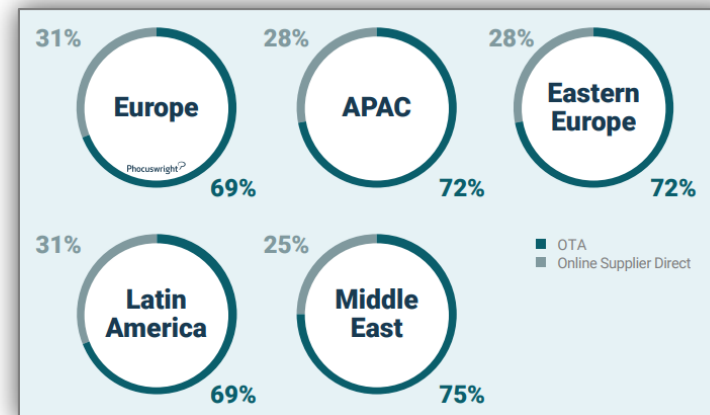 31%
Europe
Phocuswright
69%
28%
APAC
72%
28%
Eastern
Europe
72%
31%
Latin
America
69%
25%
Middle
East
75%
OTA
Online Supplier Direct